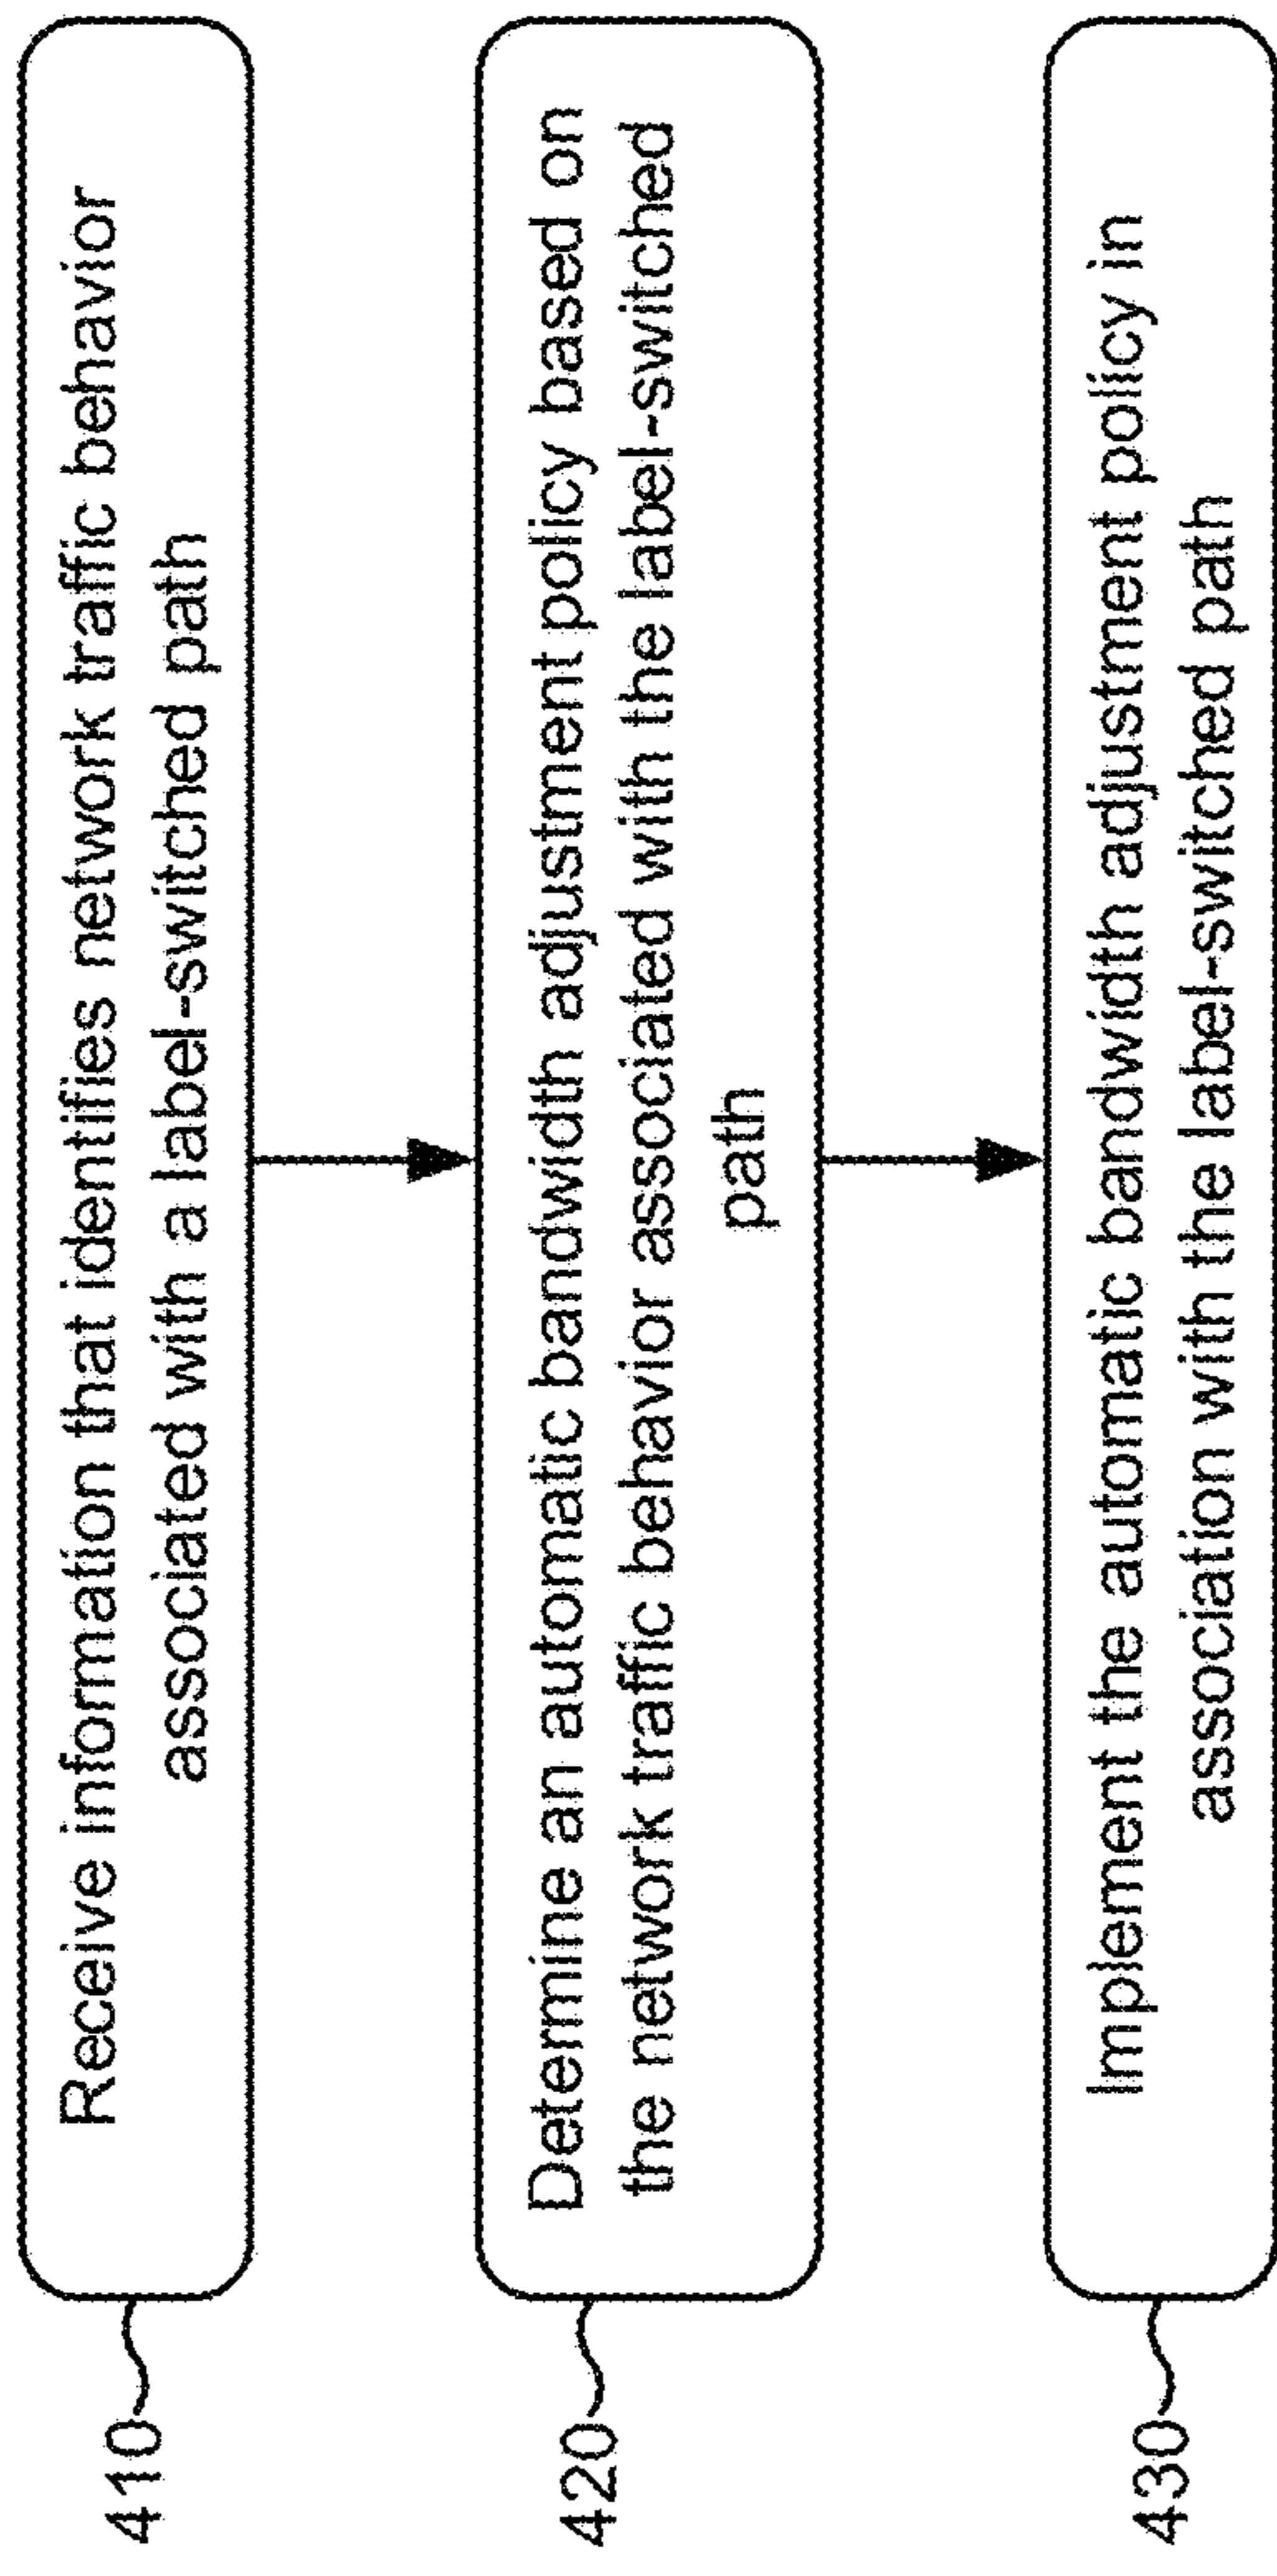 410
Receive information that identifies network traffic behavior
associated with a label-switched path
420
Determine an automatic bandwidth adjustment policy based on
the network traffic behavior associated with the label-switched
path
430
Implement the automatic bandwidth adjustment policy in
association with the label-switched path